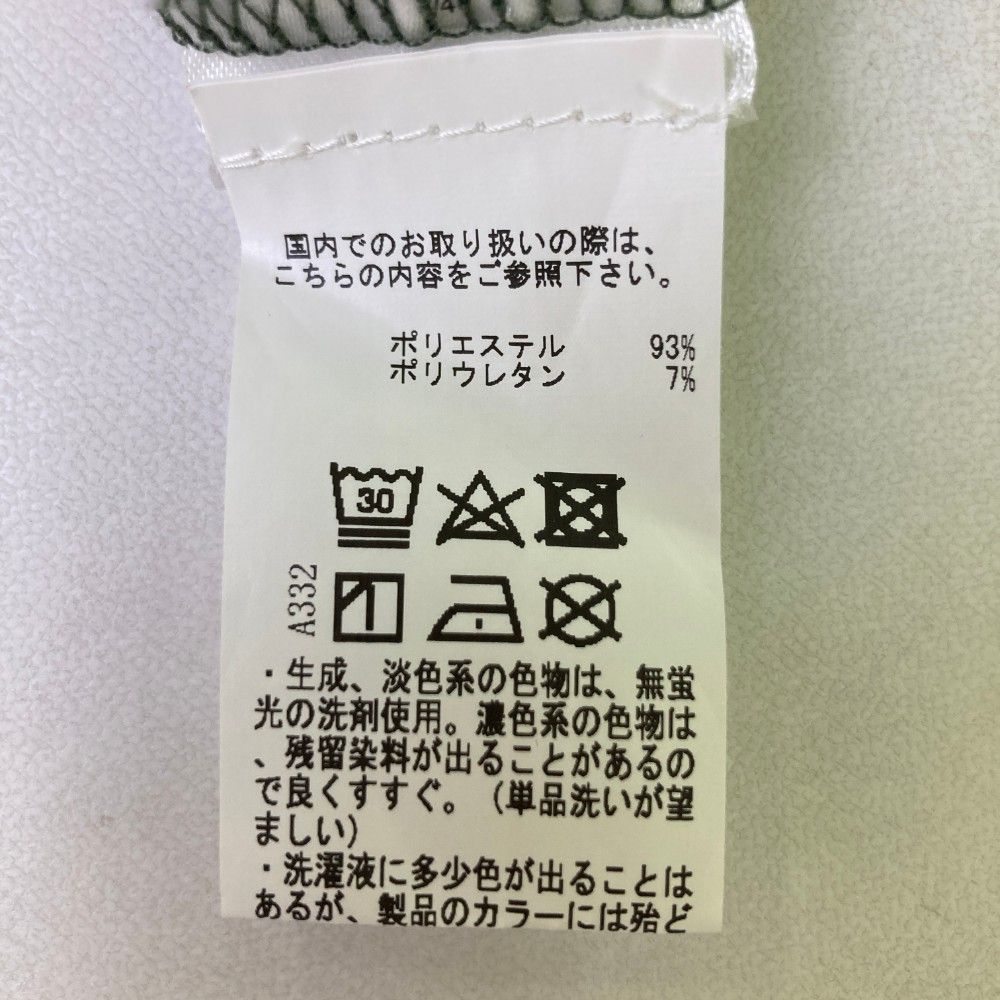 国内でのお取り扱いの際は、
こちらの内容をご参照下さい。
ポリエステル 93%
ポリウレタン 7%
30
A332
・生成、淡色系の色物は、無蛍
光の洗剤使用。濃色系の色物は
、残留染料が出ることがあるの
で良くすすぐ。（単品洗いが望
ましい）
・洗濯液に多少色が出ることは
あるが、製品のカラーには殆ど